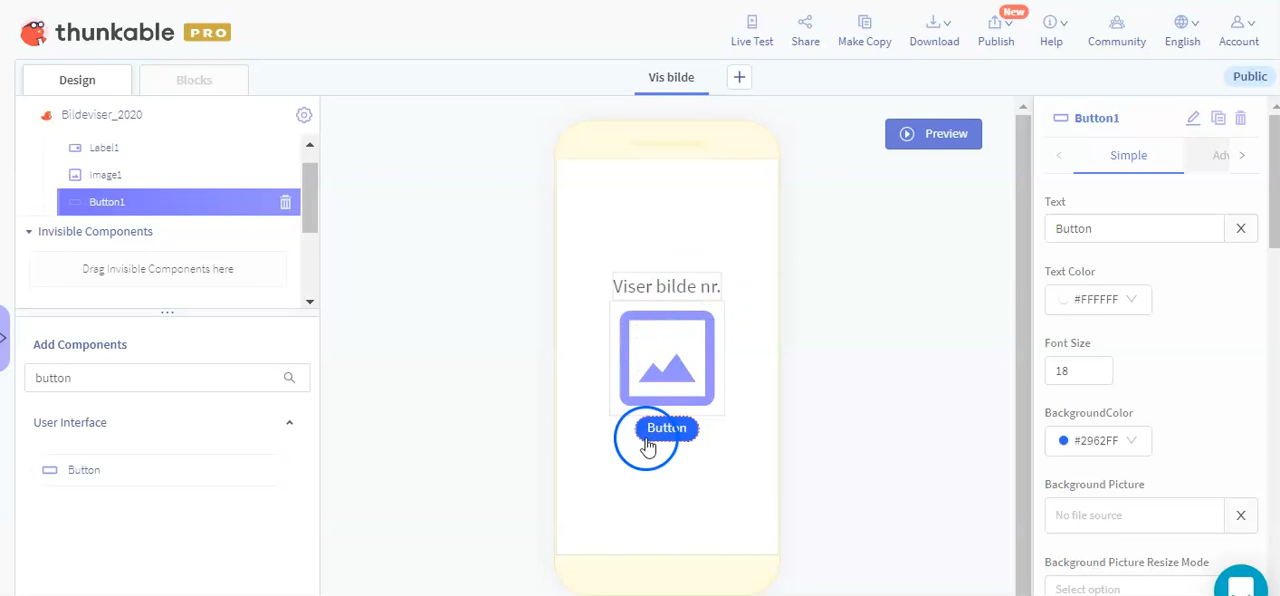 thunkable PRO
Live Test
Share
Make Copy
Download
New
Publish
Help
Community
English
Account
Design
Blocks
Vis bilde
+
Public
Bildeviser_2020
Label1
Image1
Button1
Invisible Components
Drag Invisible Components here
Add Components
button
User Interface
Button
Preview
Viser bilde nr.
Button
Button1
Simple
Adv
Text
Button
X
Text Color
#FFFFFF
Font Size
18
BackgroundColor
#2962FF
Background Picture
No file source
X
Background Picture Resize Mode
Select option